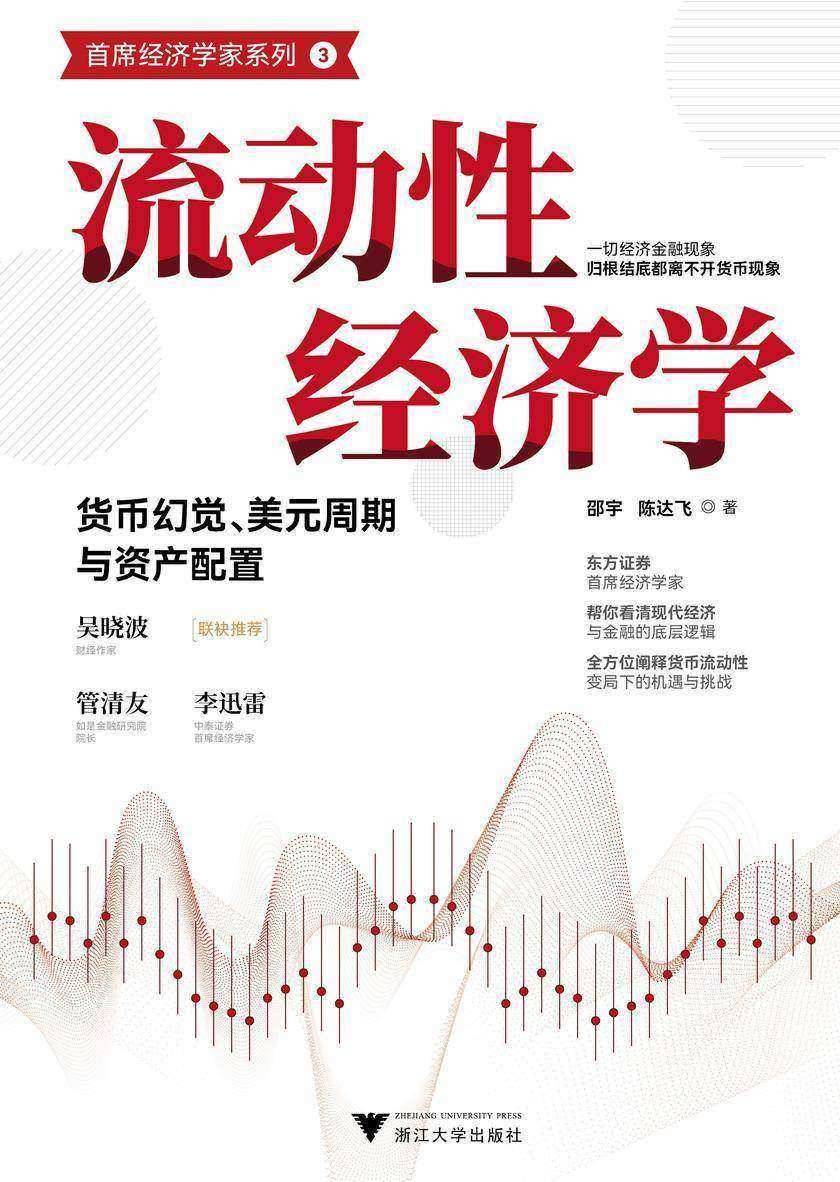 首席经济学家系列 3
流动性
一切经济金融现象
归根结底都离不开货币现象
经济学
货币幻觉、美元周期
与资产配置
邵宇 陈达飞 ◎ 著
东方证券
首席经济学家
帮你看清现代经济
与金融的底层逻辑
全方位阐释货币流动性
变局下的机遇与挑战
吴晓波 [联袂推荐]
财经作家
管清友 李迅雷
如是金融研究院 中泰证券
院长 首席经济学家
ZHEJIANG UNIVERSITY PRESS
浙江大学出版社